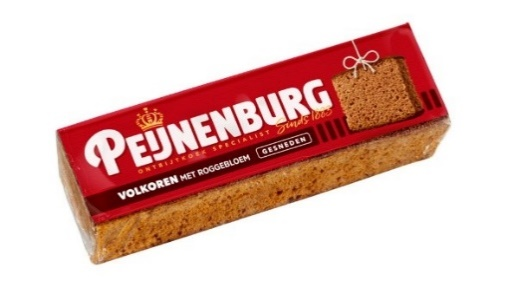 PEIJNENBURG
ONTBIJTKOEK SPECIALIST Sinds 1883
VOLKOREN MET ROGGEBLOEM GESNEDEN